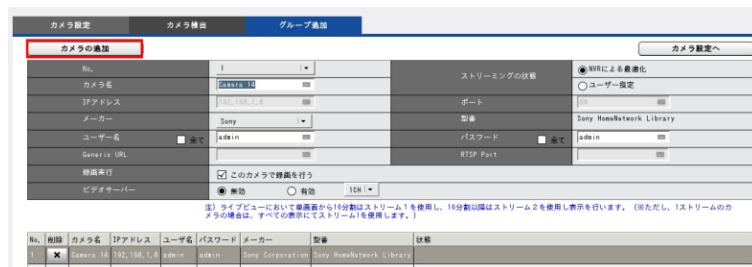 カメラ設定 カメラ検出 グループ追加
カメラの追加 カメラ設定へ
No. 1 ストリーミングの状態 NVRによる最適化
カメラ名 Camera 14 ユーザー指定
IPアドレス 192.168.1.8 ポート 80
メーカー Sony 型番 Sony HomeNetwork Library
ユーザー名 全て admin パスワード 全て admin
Generic URL RTSP Port
録画実行 このカメラで録画を行う
ビデオサーバー 無効 有効 1CH
注）ライブビューにおいて単画面から16分割はストリーム１を使用し、16分割以降はストリーム２を使用し表示を行います。（※ただし、1ストリームのカ
メラの場合は、すべての表示にてストリーム1を使用します。）
No. 削除 カメラ名 IPアドレス ユーザ名 パスワード メーカー 型番 状態
1 × Camera 14 192.168.1.8 admin admin Sony Corporation Sony HomeNetwork Library